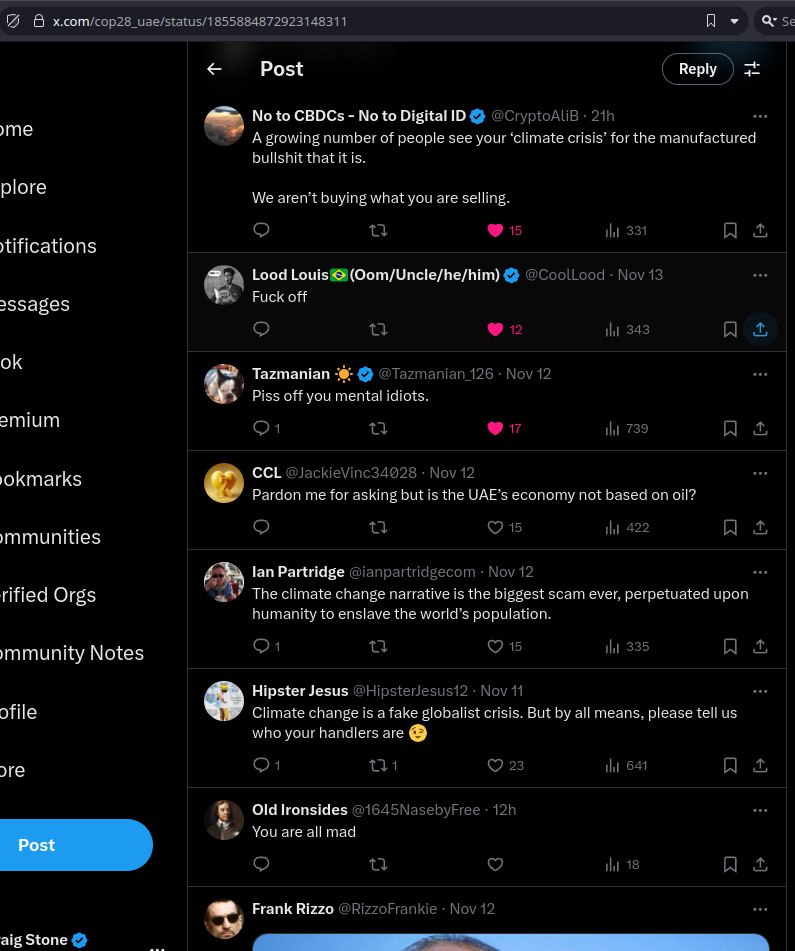 x.com/cop28_uae/status/1855884872923148311
Se
Post
Reply
ome
plore
otifications
essages
ok
emium
ookmarks
ommunities
erified Orgs
ommunity Notes
ofile
ore
Post
raig Stone
No to CBDCs - No to Digital ID @CryptoAliB · 21h
A growing number of people see your ‘climate crisis’ for the manufactured
bullshit that it is.
We aren’t buying what you are selling.
15 331
Lood Louis🇧🇷(Oom/Uncle/he/him) @CoolLood · Nov 13
Fuck off
12 343
Tazmanian ☀️ @Tazmanian_126 · Nov 12
Piss off you mental idiots.
1 17 739
CCL @JackieVinc34028 · Nov 12
Pardon me for asking but is the UAE’s economy not based on oil?
15 422
Ian Partridge @ianpartridgecom · Nov 12
The climate change narrative is the biggest scam ever, perpetuated upon
humanity to enslave the world’s population.
1 15 335
Hipster Jesus @HipsterJesus12 · Nov 11
Climate change is a fake globalist crisis. But by all means, please tell us
who your handlers are 😉
1 1 23 641
Old Ironsides @1645NasebyFree · 12h
You are all mad
18
Frank Rizzo @RizzoFrankie · Nov 12